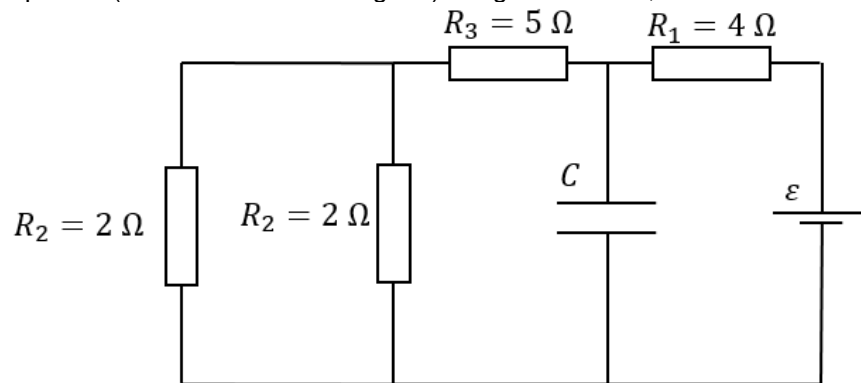 R₃ = 5 Ω
R₁ = 4 Ω
C
ε
R₂ = 2 Ω
R₂ = 2 Ω